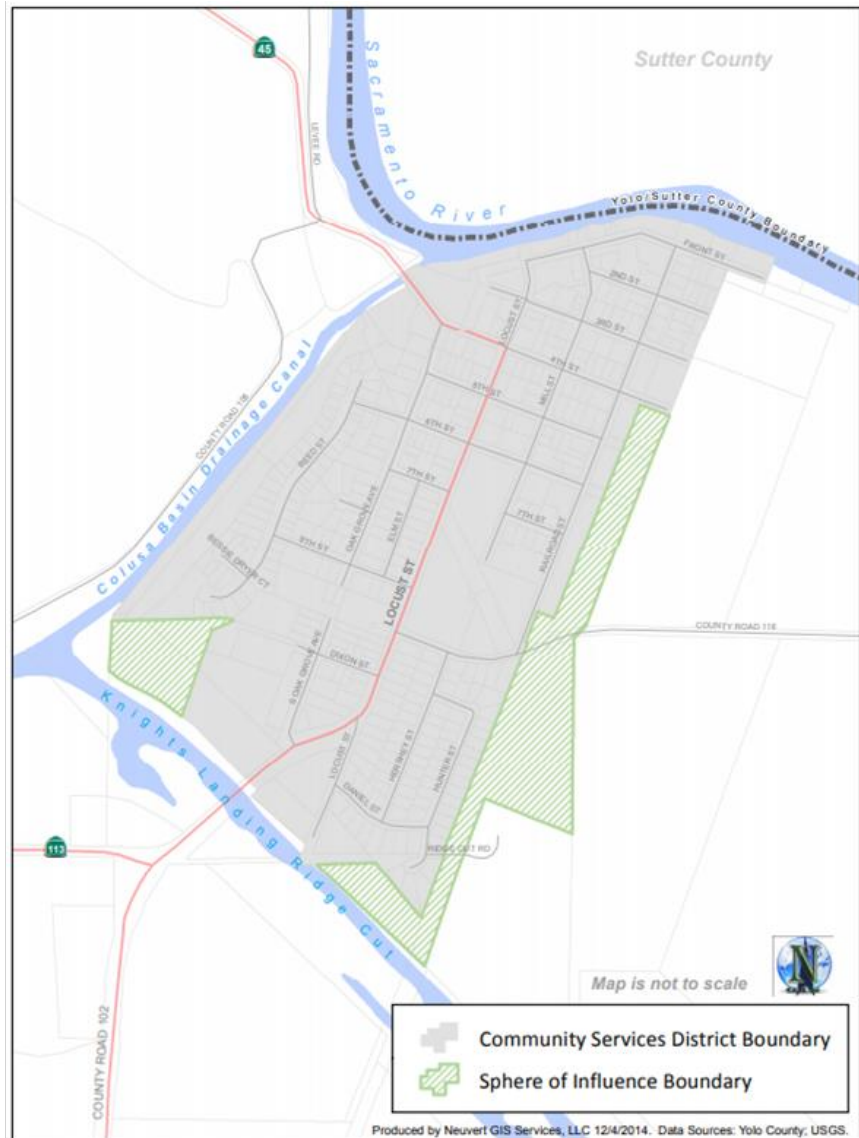 45
Sutter County
LEVEE RD
Sacramento River
Yolo/Sutter County Boundary
FRONT ST
2ND ST
LOCUST ST
3RD ST
4TH ST
MILL ST
5TH ST
Colusa Basin Drainage Canal
COUNTY ROAD 108
6TH ST
REED ST
7TH ST
OAK GROVE AVE
ELM ST
7TH ST
RAILROAD ST
9TH ST
BESSIE DRYER CT
LOCUST ST
COUNTY ROAD 116
DIXON ST
S OAK GROVE AVE
Knights Landing Ridge Cut
LOCUST ST
HERSHEY ST
HUNTER ST
DANIEL ST
RIDGE CUT RD
113
COUNTY ROAD 102
N
Map is not to scale
Community Services District Boundary
Sphere of Influence Boundary
Produced by Neuvert GIS Services, LLC 12/4/2014. Data Sources: Yolo County; USGS.